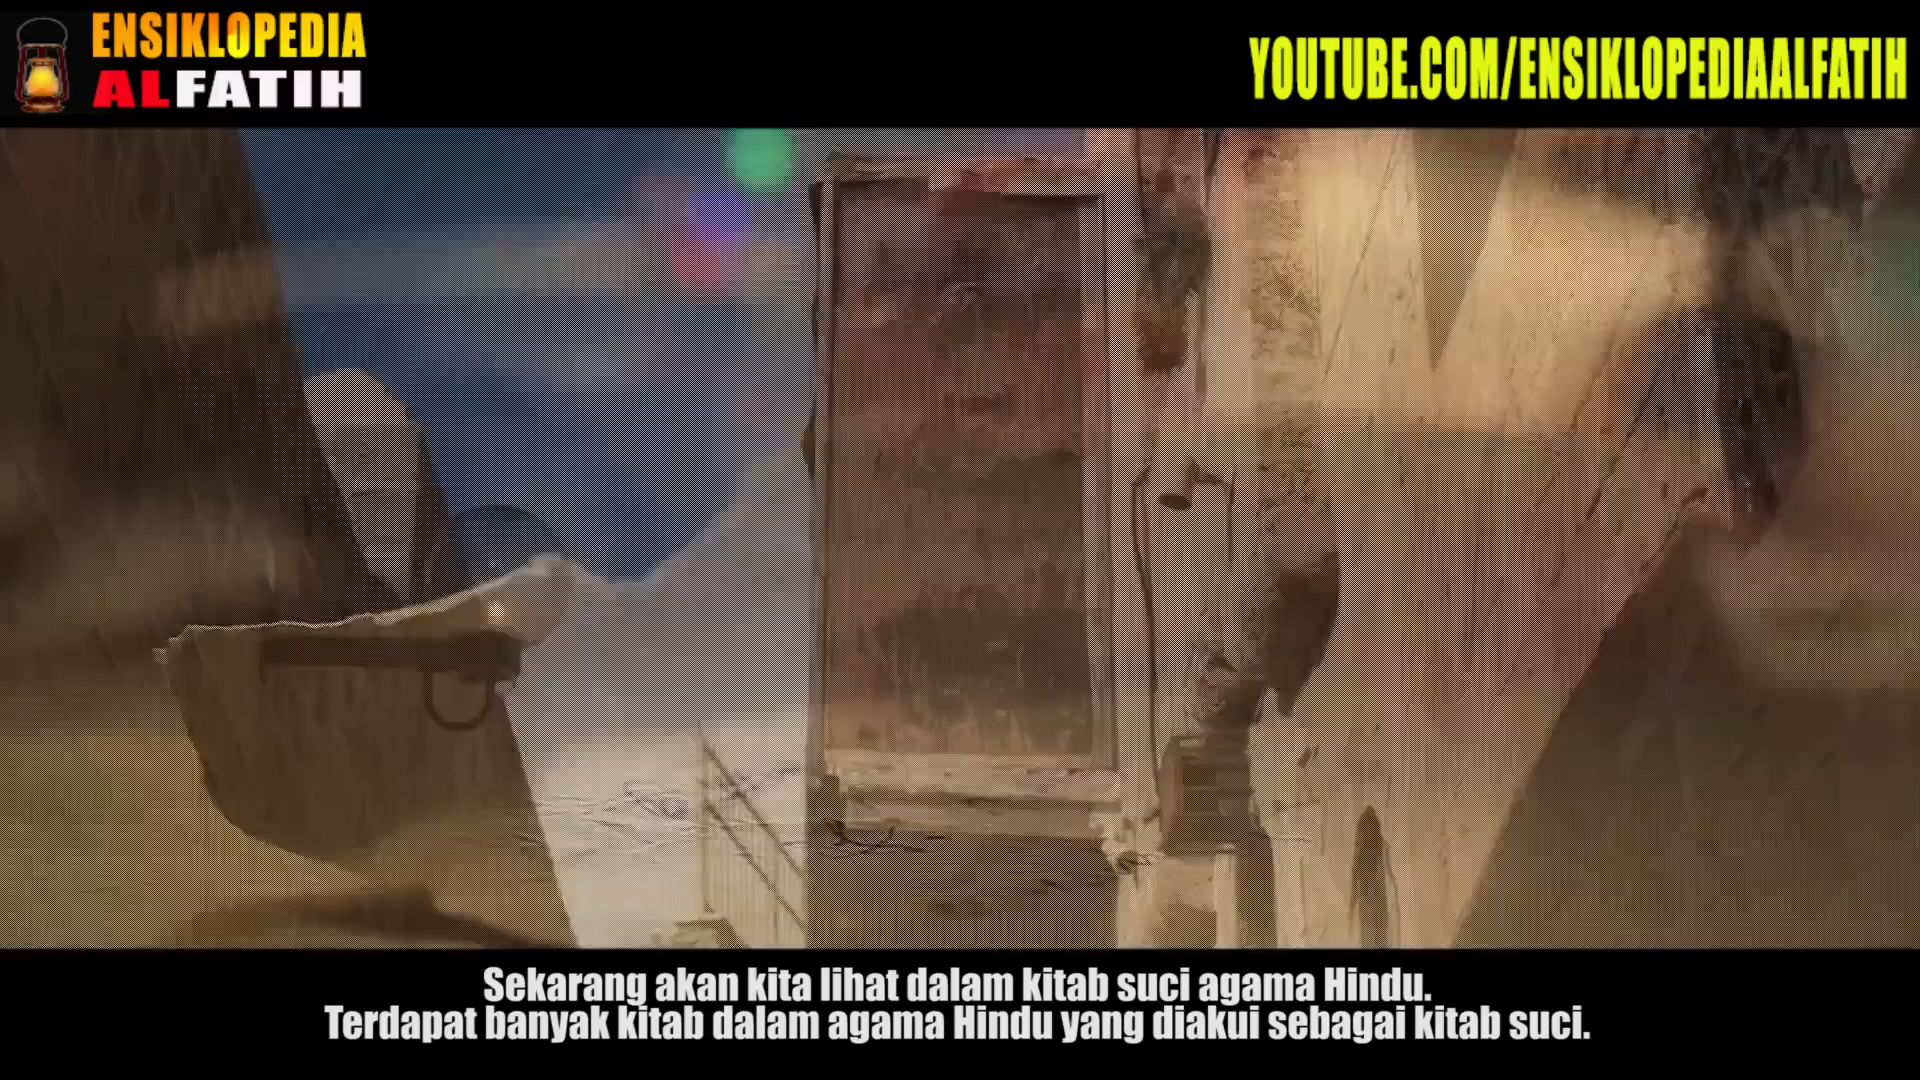 ENSIKLOPEDIA
ALFATIH
YOUTUBE.COM/ENSIKLOPEDIAALFATIH
Sekarang akan kita lihat dalam kitab suci agama Hindu.
Terdapat banyak kitab dalam agama Hindu yang diakui sebagai kitab suci.